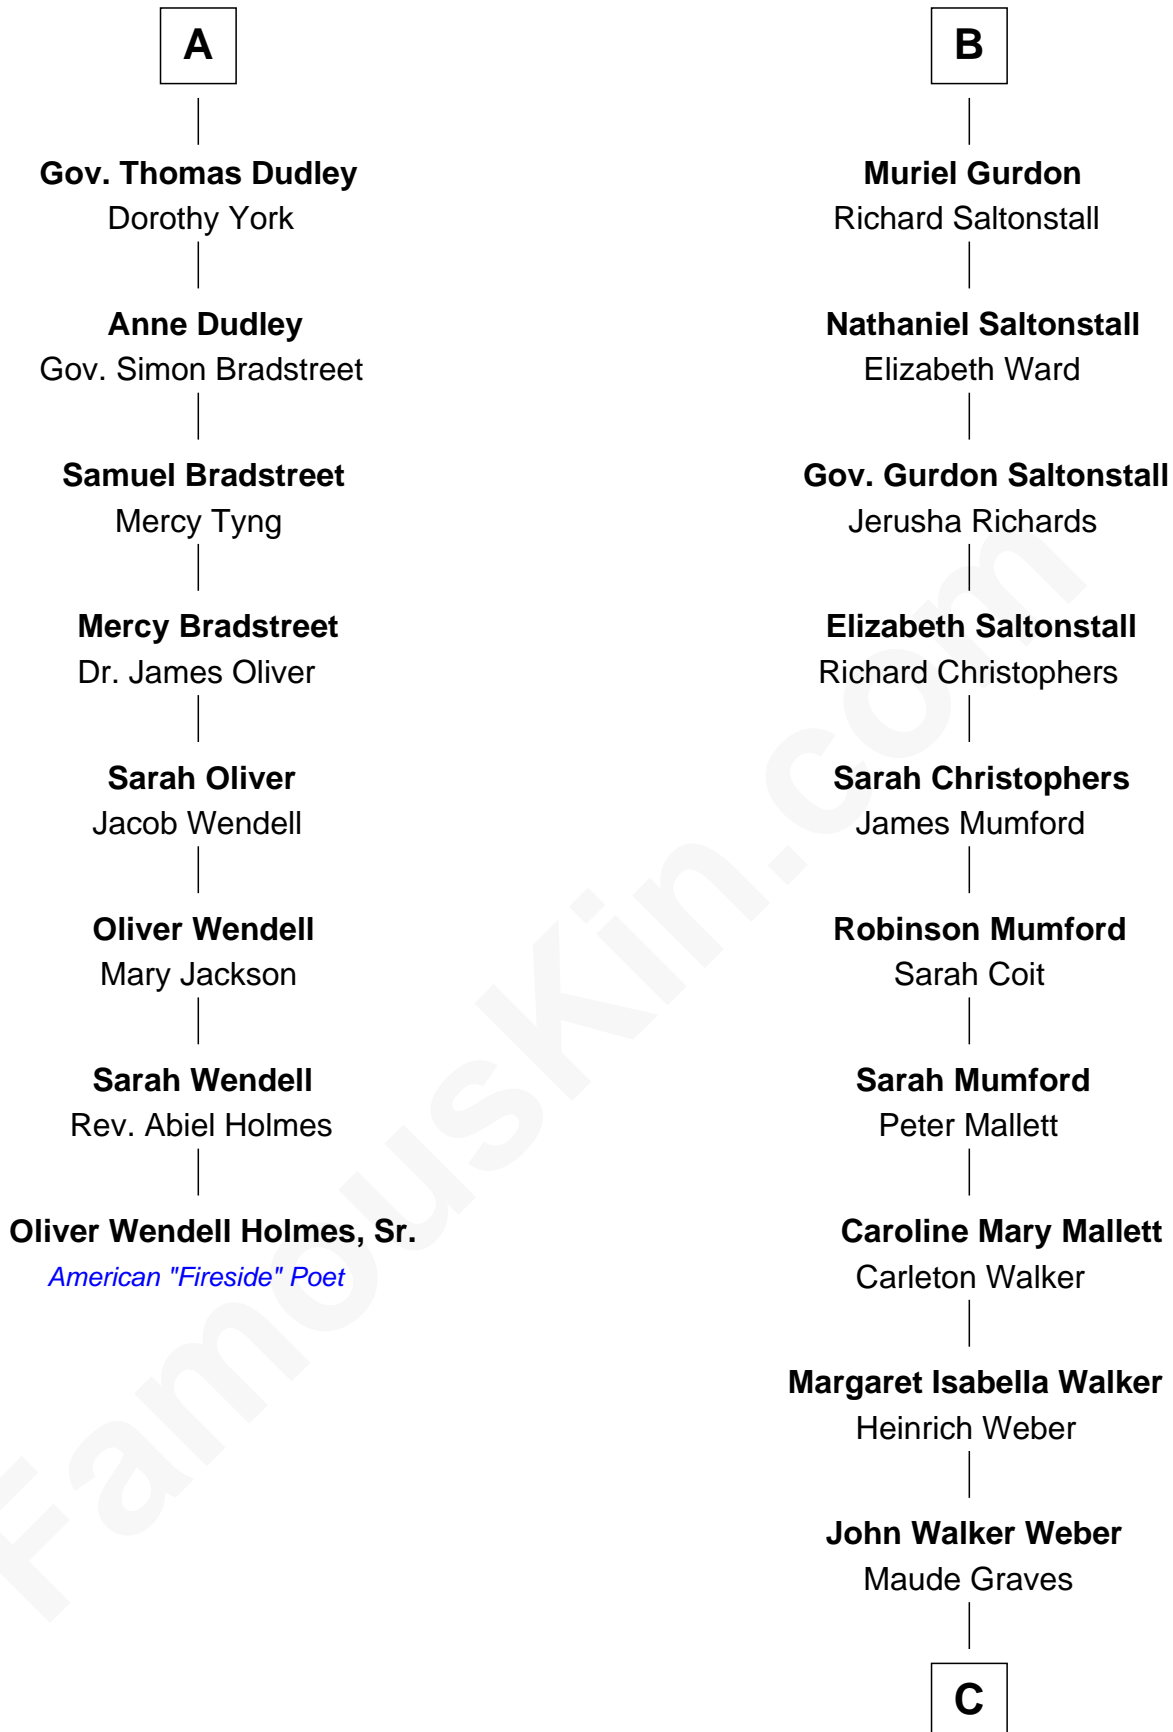 A
Gov. Thomas Dudley
Dorothy York
Anne Dudley
Gov. Simon Bradstreet
Samuel Bradstreet
Mercy Tyng
Mercy Bradstreet
Dr. James Oliver
Sarah Oliver
Jacob Wendell
Oliver Wendell
Mary Jackson
Sarah Wendell
Rev. Abiel Holmes
Oliver Wendell Holmes, Sr.
American "Fireside" Poet
B
Muriel Gurdon
Richard Saltonstall
Nathaniel Saltonstall
Elizabeth Ward
Gov. Gurdon Saltonstall
Jerusha Richards
Elizabeth Saltonstall
Richard Christophers
Sarah Christophers
James Mumford
Robinson Mumford
Sarah Coit
Sarah Mumford
Peter Mallett
Caroline Mary Mallett
Carleton Walker
Margaret Isabella Walker
Heinrich Weber
John Walker Weber
Maude Graves
C
FamousKin.com